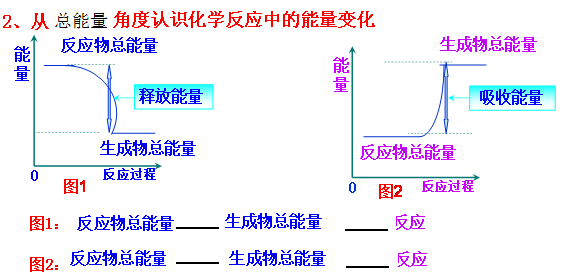 2、从 总能量 角度认识化学反应中的能量变化
能量
反应物总能量
释放能量
生成物总能量
0
反应过程
图1
能量
生成物总能量
吸收能量
反应物总能量
0
反应过程
图2
图1: 反应物总能量 ____ 生成物总能量 ____ 反应
图2: 反应物总能量 ____ 生成物总能量 ____ 反应